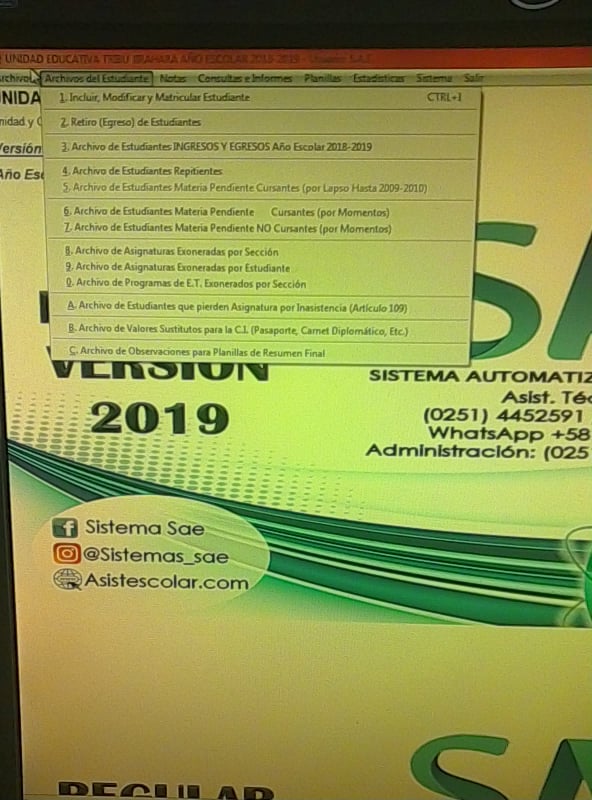 UNIDAD EDUCATIVA TRIBU JIRAHARA AÑO ESCOLAR 2018-2019 -
Archivos del Estudiante Notas Consultas e Informes Planillas Estadísticas Sistema Salir
1. Incluir, Modificar y Matricular Estudiante CTRL+I
2. Retiro (Egreso) de Estudiantes
3. Archivo de Estudiantes INGRESOS Y EGRESOS Año Escolar 2018-2019
4. Archivo de Estudiantes Repitientes
5. Archivo de Estudiantes Materia Pendiente Cursantes (por Lapso Hasta 2009-2010)
6. Archivo de Estudiantes Materia Pendiente Cursantes (por Momentos)
7. Archivo de Estudiantes Materia Pendiente NO Cursantes (por Momentos)
8. Archivo de Asignaturas Exoneradas por Sección
9. Archivo de Asignaturas Exoneradas por Estudiante
0. Archivo de Programas de E.T. Exonerados por Sección
A. Archivo de Estudiantes que pierden Asignatura por Inasistencia (Artículo 109)
B. Archivo de Valores Sustitutos para la C.I. (Pasaporte, Carnet Diplomático, Etc.)
C. Archivo de Observaciones para Planillas de Resumen Final
NIDA
nidad y
Versión
Año Es
SA
VERSIÓN
2019
SISTEMA AUTOMATIZ
Asist. Téc
(0251) 4452591
WhatsApp +58
Administración: (025
Sistema Sae
@Sistemas_sae
Asistescolar.com
SA
REGULAR